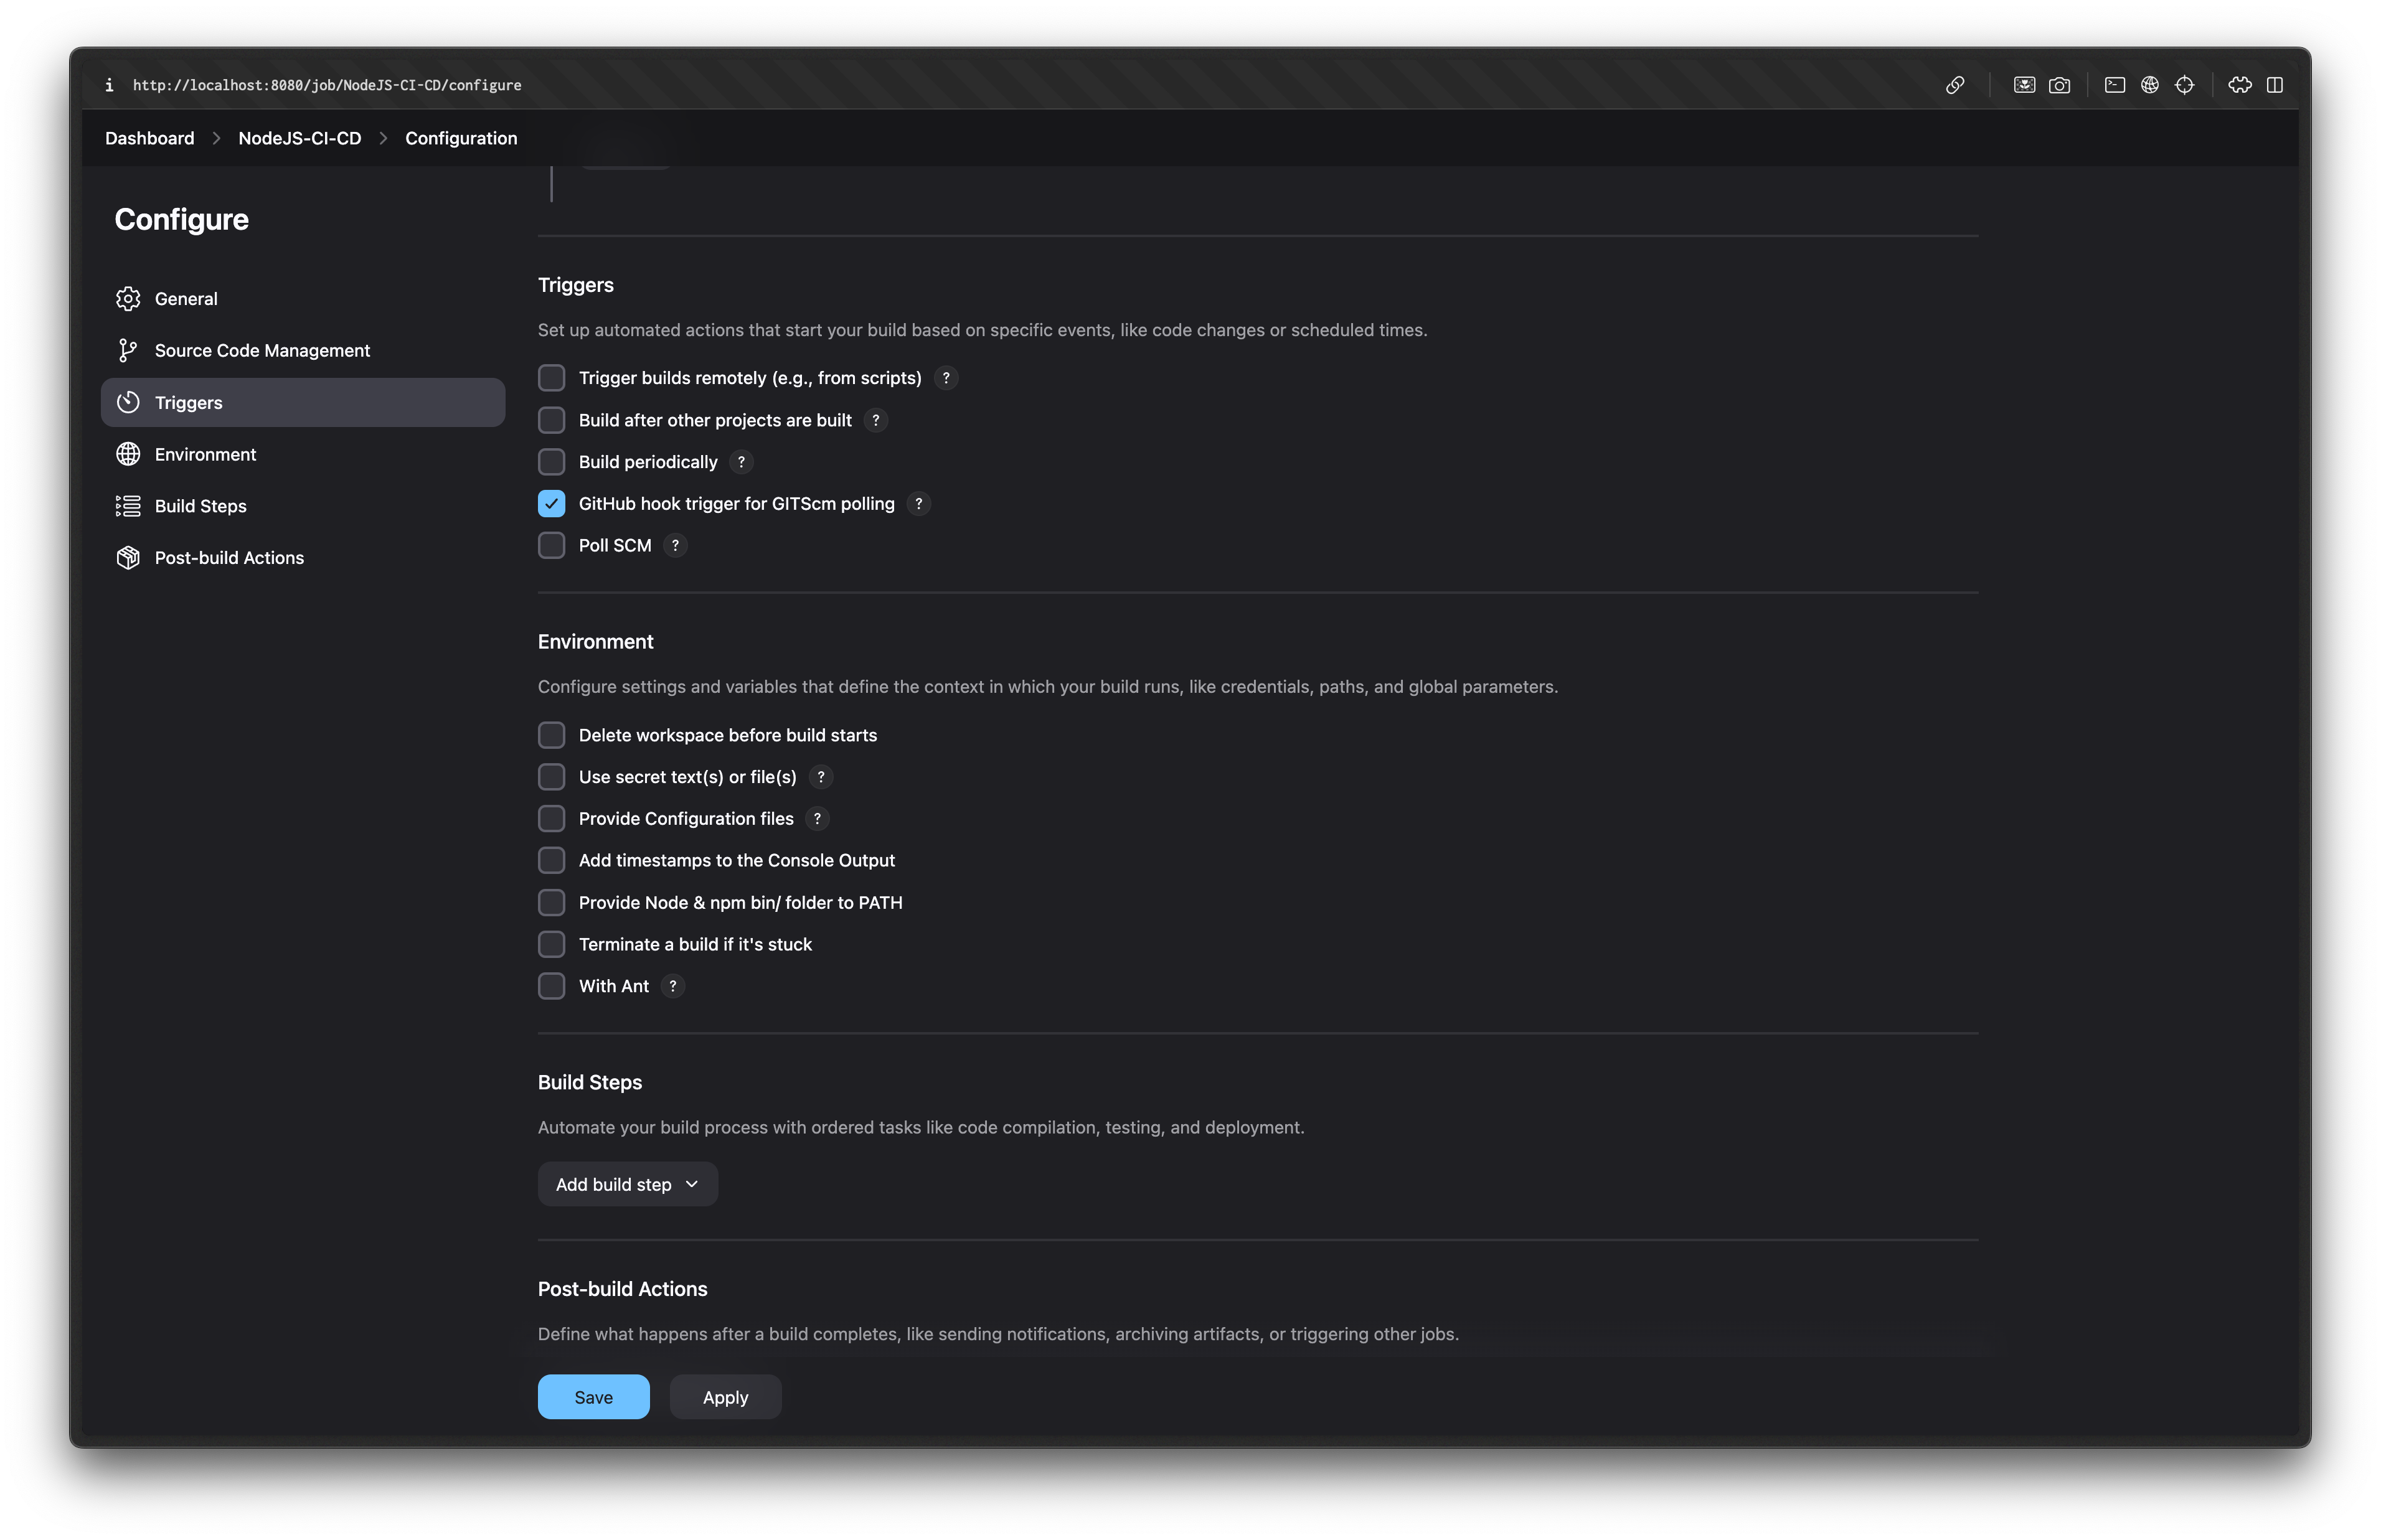 http://localhost:8080/job/NodeJS-CI-CD/configure
Dashboard
NodeJS-CI-CD
Configuration
Configure
General
Source Code Management
Triggers
Environment
Build Steps
Post-build Actions
Triggers
Set up automated actions that start your build based on specific events, like code changes or scheduled times.
Trigger builds remotely (e.g., from scripts) ?
Build after other projects are built ?
Build periodically ?
GitHub hook trigger for GITScm polling ?
Poll SCM ?
Environment
Configure settings and variables that define the context in which your build runs, like credentials, paths, and global parameters.
Delete workspace before build starts
Use secret text(s) or file(s) ?
Provide Configuration files ?
Add timestamps to the Console Output
Provide Node & npm bin/ folder to PATH
Terminate a build if it's stuck
With Ant ?
Build Steps
Automate your build process with ordered tasks like code compilation, testing, and deployment.
Add build step
Post-build Actions
Define what happens after a build completes, like sending notifications, archiving artifacts, or triggering other jobs.
Save
Apply